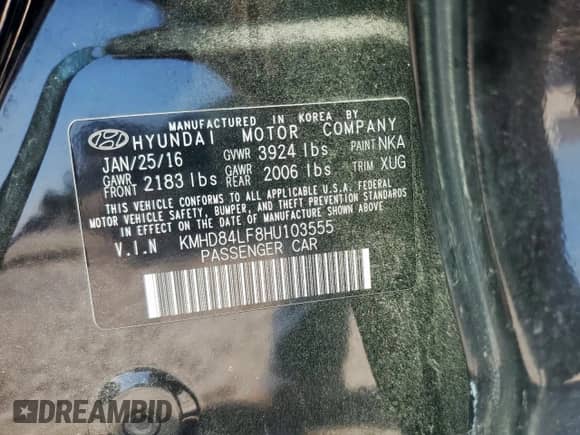 MANUFACTURED IN KOREA BY
HYUNDAI MOTOR COMPANY
JAN/25/16 GVWR 3924 lbs PAINT NKA
GAWR FRONT 2183 lbs GAWR REAR 2006 lbs TRIM XUG
THIS VEHICLE CONFORMS TO ALL APPLICABLE U.S.A. FEDERAL
MOTOR VEHICLE SAFETY, BUMPER, AND THEFT PREVENTION STANDARDS
IN EFFECT ON THE DATE OF MANUFACTURE SHOWN ABOVE.
V.I.N KMHD84LF8HU103555
PASSENGER CAR
DREAMBID